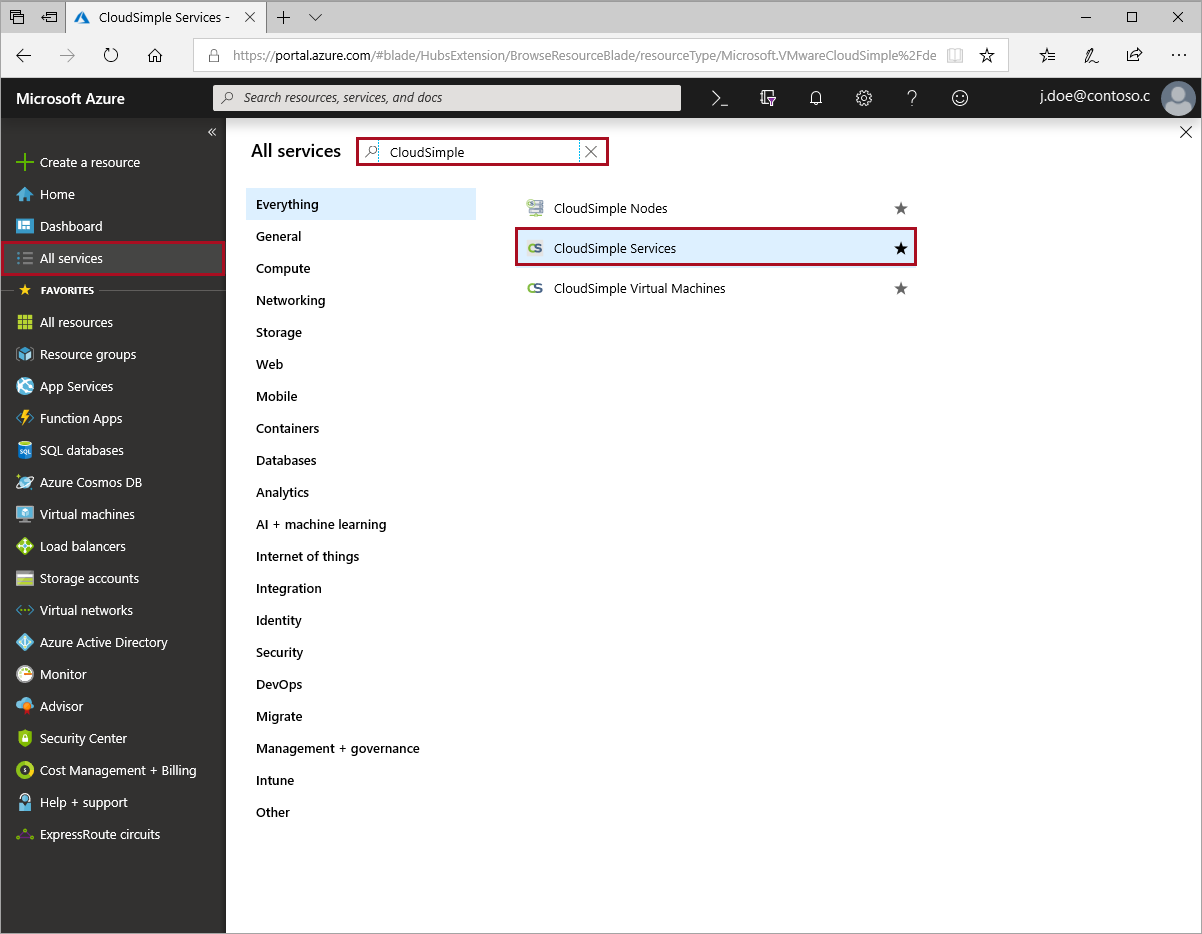 CloudSimple Services -
https://portal.azure.com/#blade/HubsExtension/BrowseResourceBlade/resourceType/Microsoft.VMwareCloudSimple%2Fde
Microsoft Azure
Search resources, services, and docs
j.doe@contoso.c
Create a resource
Home
Dashboard
All services
FAVORITES
All resources
Resource groups
App Services
Function Apps
SQL databases
Azure Cosmos DB
Virtual machines
Load balancers
Storage accounts
Virtual networks
Azure Active Directory
Monitor
Advisor
Security Center
Cost Management + Billing
Help + support
ExpressRoute circuits
All services
CloudSimple
Everything
General
Compute
Networking
Storage
Web
Mobile
Containers
Databases
Analytics
AI + machine learning
Internet of things
Integration
Identity
Security
DevOps
Migrate
Management + governance
Intune
Other
CloudSimple Nodes
CS CloudSimple Services
CS CloudSimple Virtual Machines